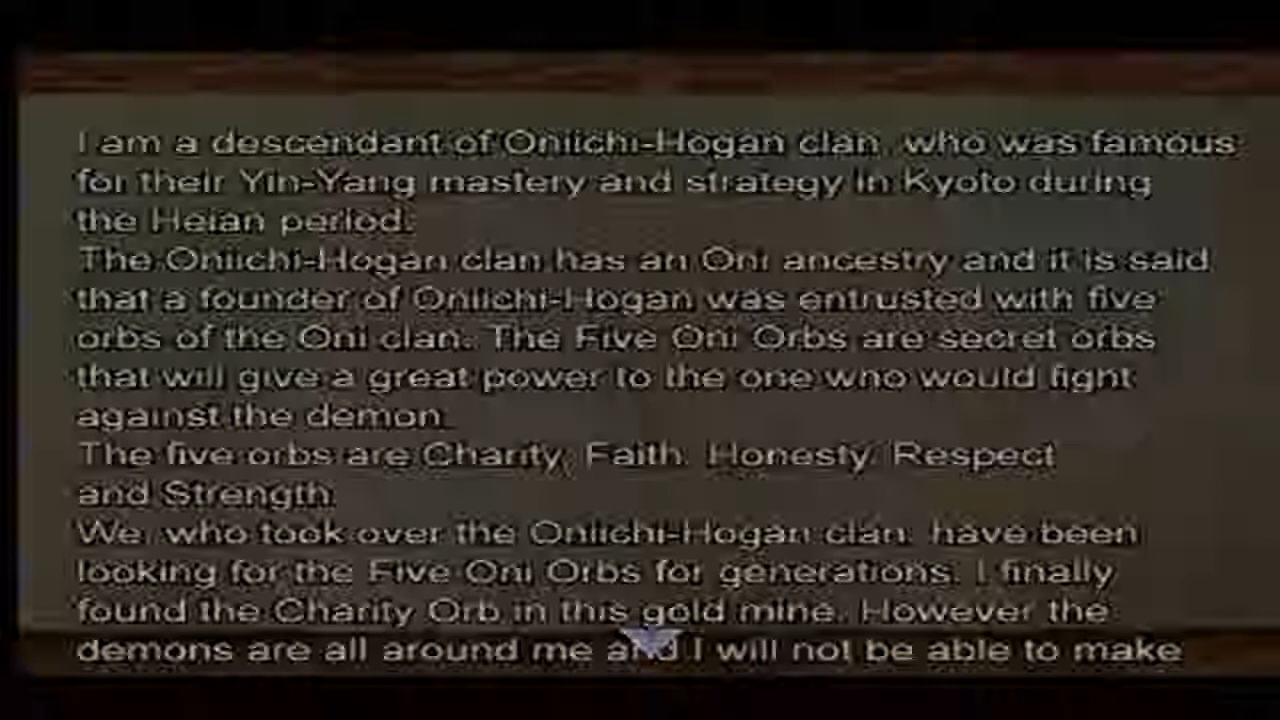 I am a descendant of Oniichi-Hogan clan, who was famous
for their Yin-Yang mastery and strategy in Kyoto during
the Heian period.
The Oniichi-Hogan clan has an Oni ancestry and it is said
that a founder of Oniichi-Hogan was entrusted with five
orbs of the Oni clan. The Five Oni Orbs are secret orbs
that will give a great power to the one who would fight
against the demon.
The five orbs are Charity, Faith, Honesty, Respect
and Strength.
We, who took over the Oniichi-Hogan clan, have been
looking for the Five Oni Orbs for generations. I finally
found the Charity Orb in this gold mine. However the
demons are all around me and I will not be able to make